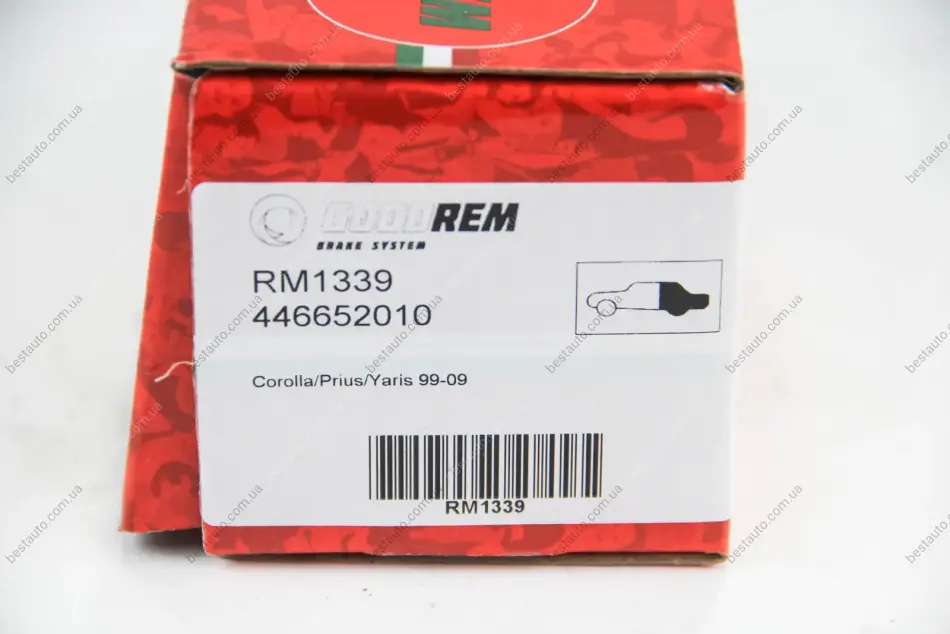 GOODREM
BRAKE SYSTEM
RM1339
446652010
Corolla/Prius/Yaris 99-09
RM1339
bestauto.com.ua